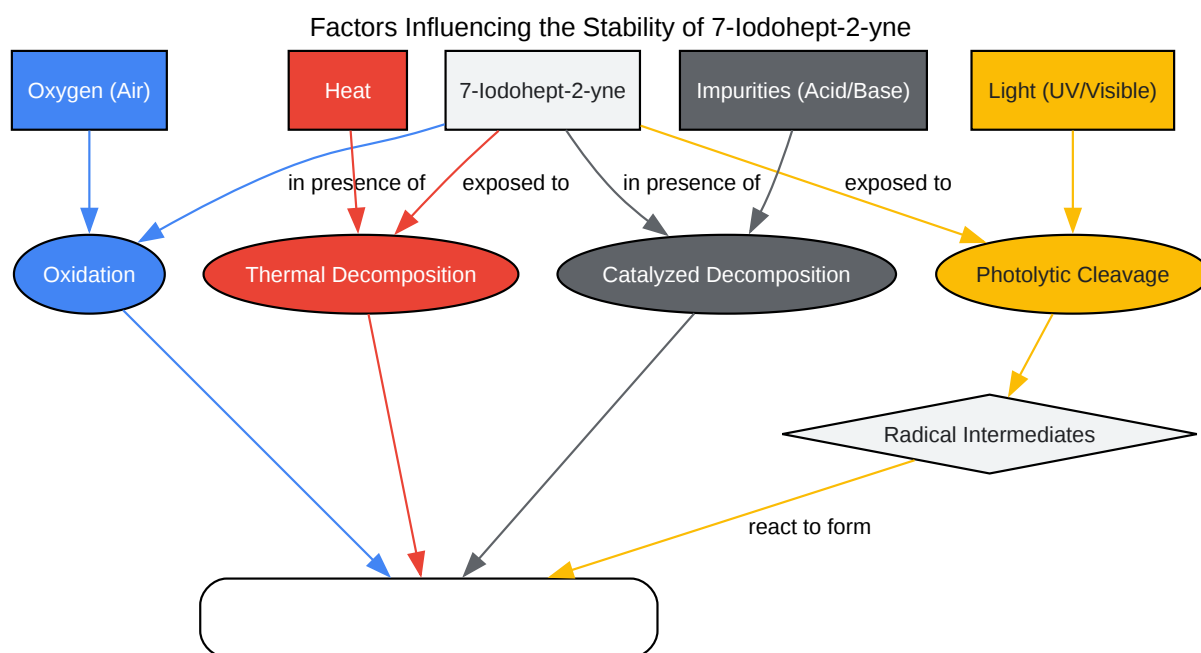 Factors Influencing the Stability of 7-Iodohept-2-yne
Oxygen (Air)
Heat
7-Iodohept-2-yne
Impurities (Acid/Base)
Light (UV/Visible)
in presence of
exposed to
in presence of
exposed to
Oxidation
Thermal Decomposition
Catalyzed Decomposition
Photolytic Cleavage
Radical Intermediates
react to form